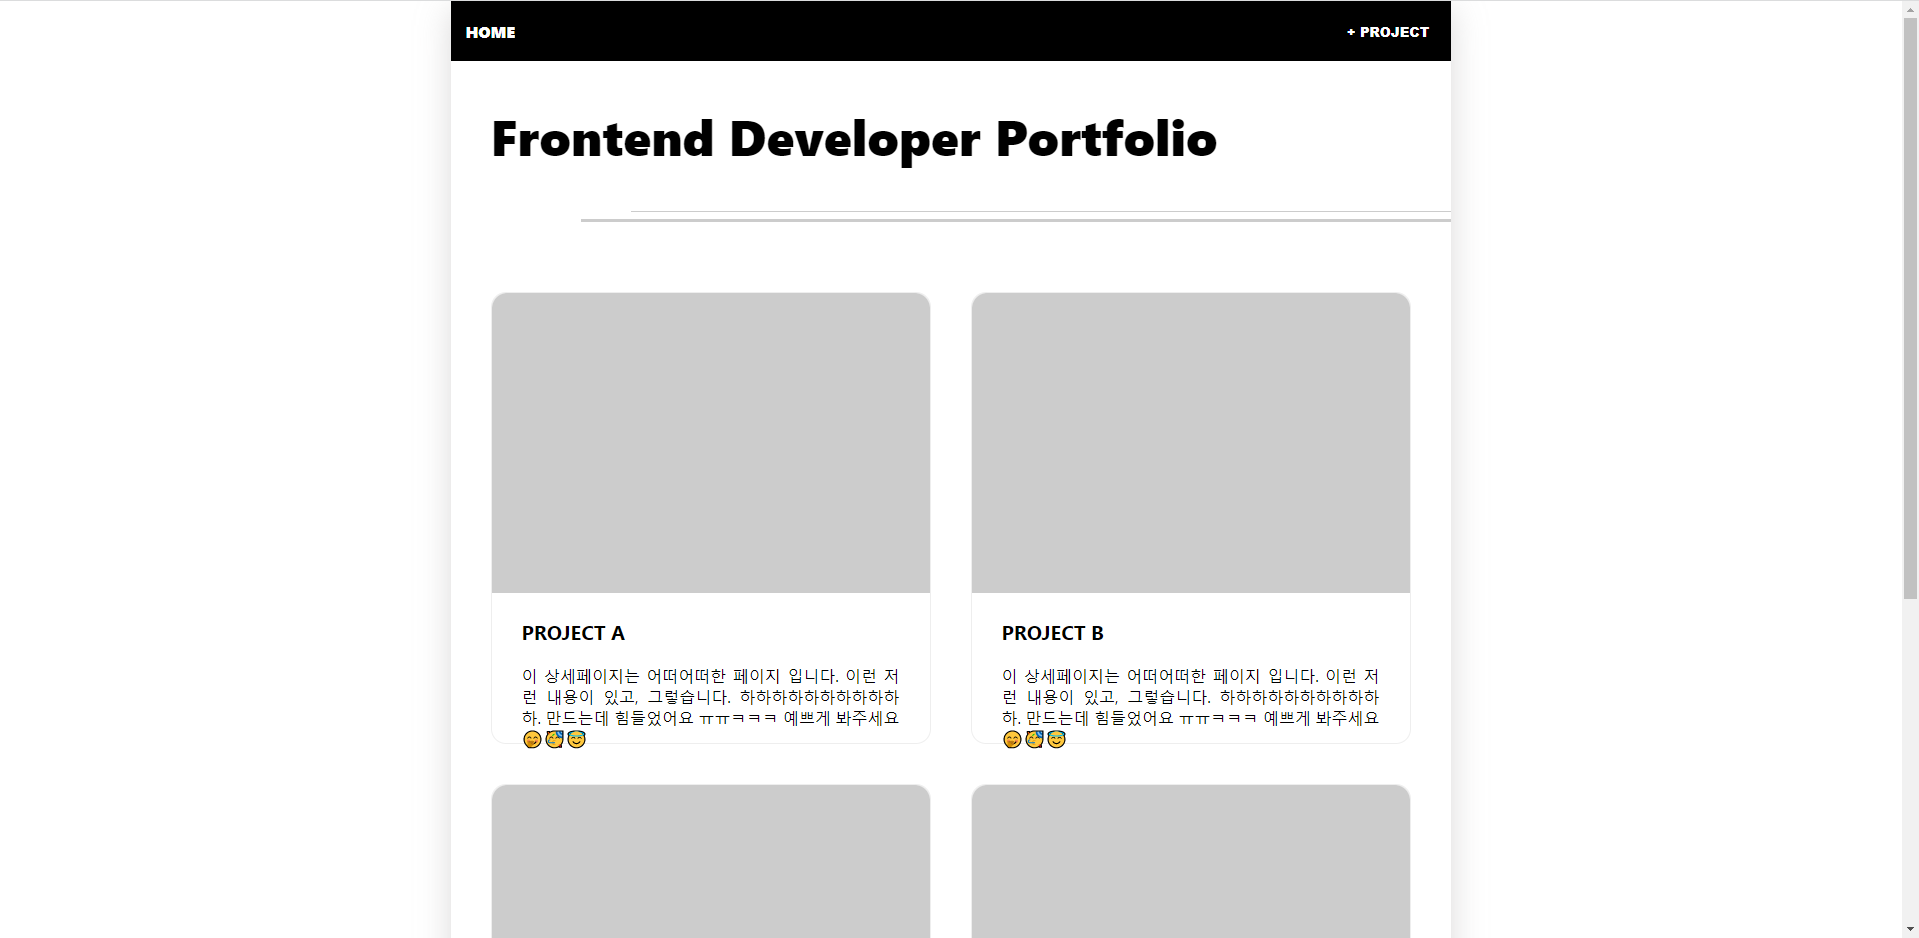 HOME
+ PROJECT
Frontend Developer Portfolio
PROJECT A
이 상세페이지는 어떠어떠한 페이지 입니다. 이런 저
런 내용이 있고, 그렇습니다. 하하하하하하하하하하
하. 만드는데 힘들었어요 ㅠㅠㅋㅋㅋ 예쁘게 봐주세요
🤭🥳😇
PROJECT B
이 상세페이지는 어떠어떠한 페이지 입니다. 이런 저
런 내용이 있고, 그렇습니다. 하하하하하하하하하하
하. 만드는데 힘들었어요 ㅠㅠㅋㅋㅋ 예쁘게 봐주세요
🤭🥳😇